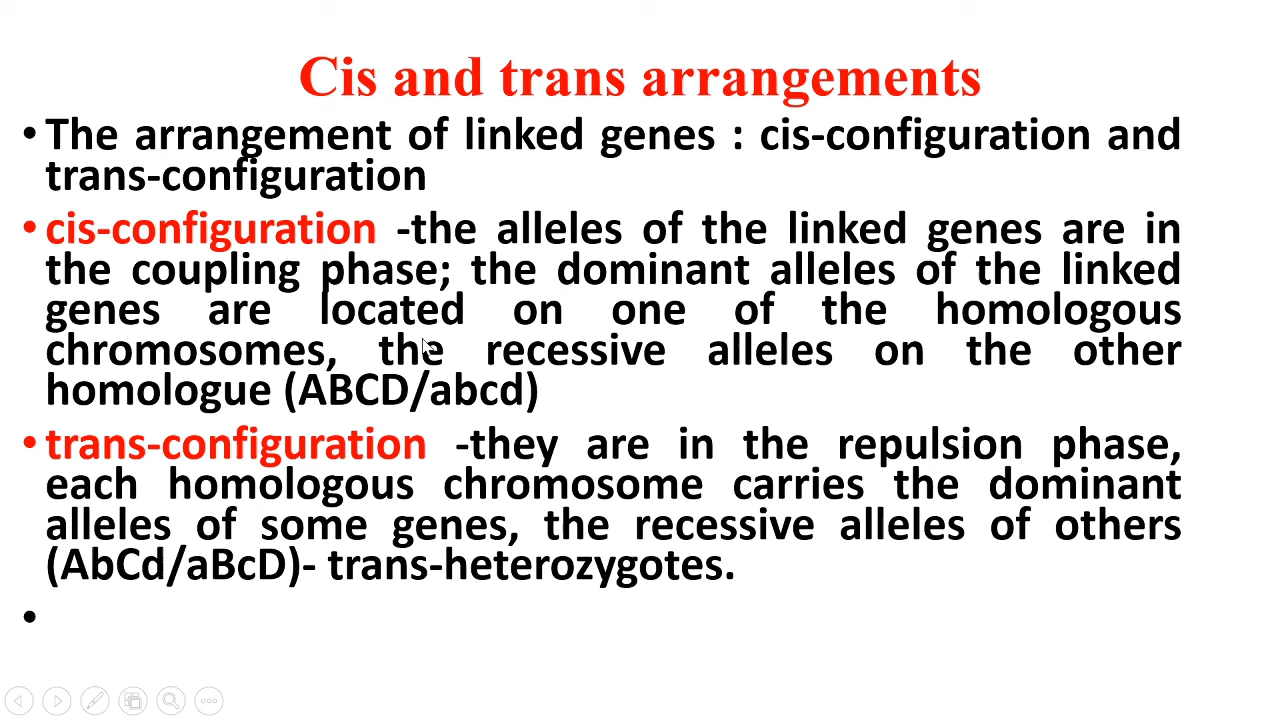 Cis and trans arrangements
• The arrangement of linked genes : cis-configuration and
trans-configuration
• cis-configuration -the alleles of the linked genes are in
the coupling phase; the dominant alleles of the linked
genes are located on one of the homologous
chromosomes, the recessive alleles on the other
homologue (ABCD/abcd)
• trans-configuration -they are in the repulsion phase,
each homologous chromosome carries the dominant
alleles of some genes, the recessive alleles of others
(AbCd/aBcD)- trans-heterozygotes.
•